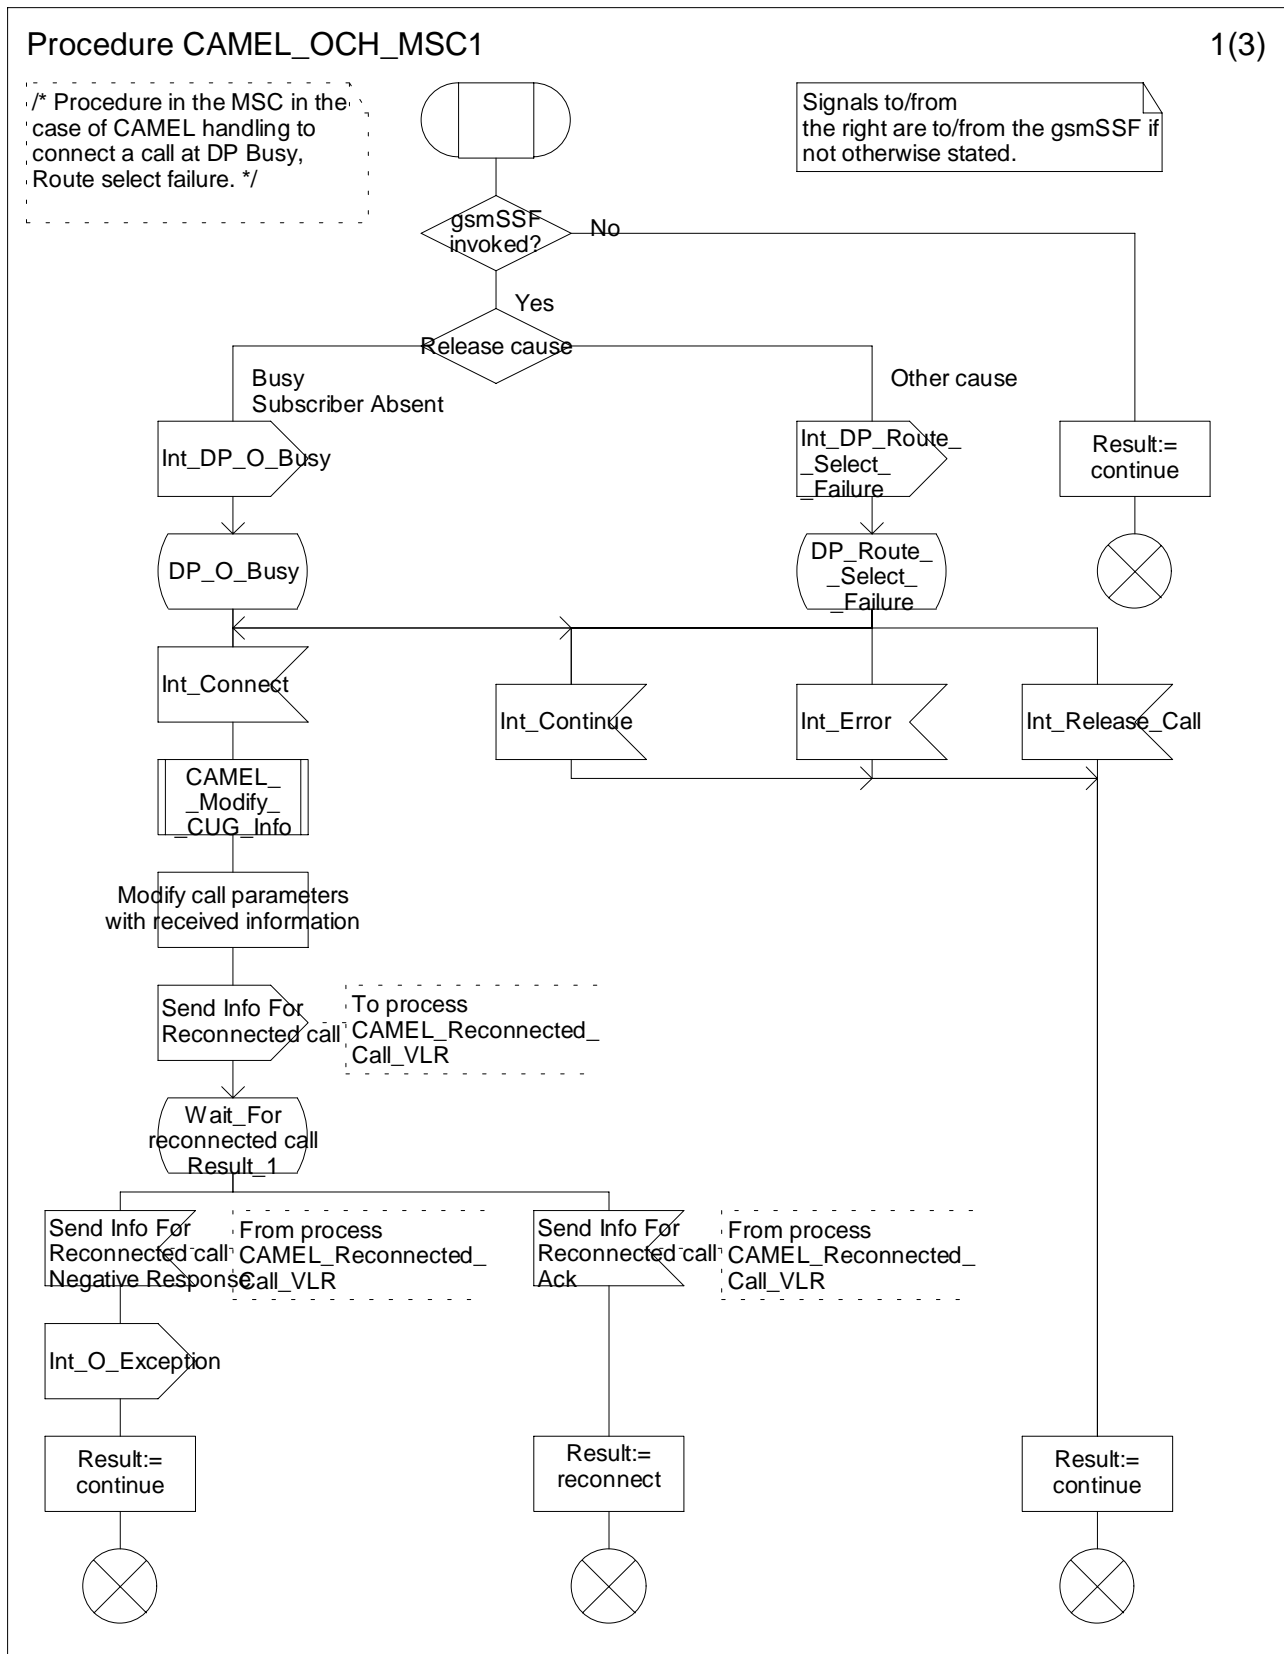 Procedure CAMEL_OCH_MSC1
1(3)
/* Procedure in the MSC in the
case of CAMEL handling to
connect a call at DP Busy,
Route select failure. */
Signals to/from
the right are to/from the gsmSSF if
not otherwise stated.
gsmSSF
invoked?
No
Yes
Release cause
Busy
Subscriber Absent
Other cause
Int_DP_O_Busy
Int_DP_Route_
_Select_
_Failure
Result:=
continue
DP_O_Busy
DP_Route_
_Select_
_Failure
Int_Connect
Int_Continue
Int_Error
Int_Release_Call
CAMEL_
_Modify_
_CUG_Info
Modify call parameters
with received information
Send Info For
Reconnected call
To process
CAMEL_Reconnected_
Call_VLR
Wait_For
reconnected call
Result_1
Send Info For
Reconnected call
Negative Response
From process
CAMEL_Reconnected_
Call_VLR
Send Info For
Reconnected call
Ack
From process
CAMEL_Reconnected_
Call_VLR
Int_O_Exception
Result:=
continue
Result:=
reconnect
Result:=
continue